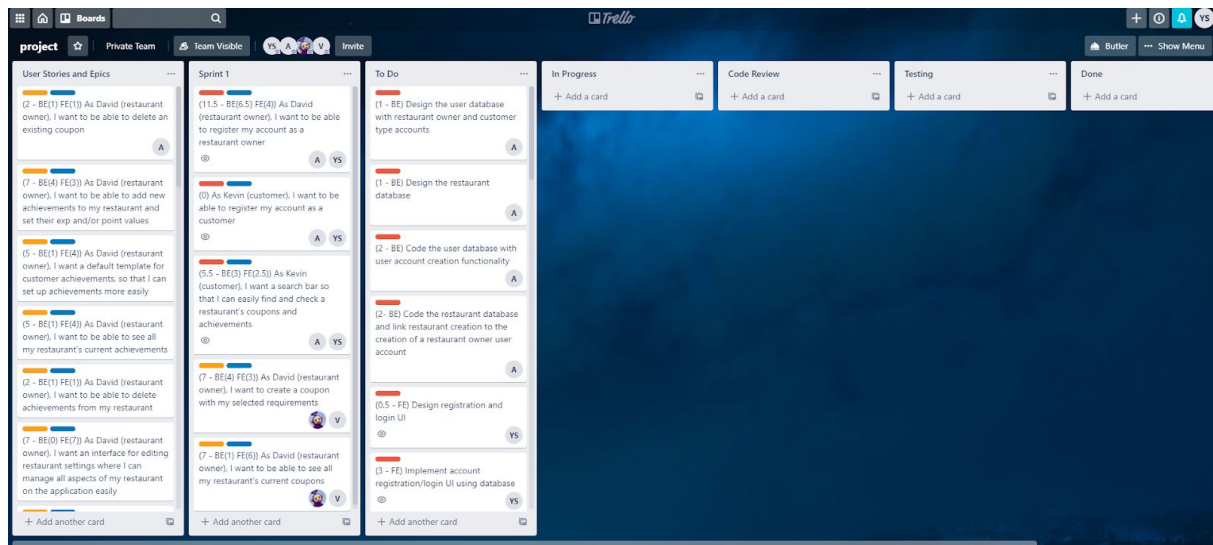 Boards
Trello
YS
project
Private Team
Team Visible
YS A V
Invite
Butler
Show Menu
User Stories and Epics
(2 - BE(1) FE(1)) As David (restaurant
owner), I want to be able to delete an
existing coupon
A
(7 - BE(4) FE(3)) As David (restaurant
owner), I want to be able to add new
achievements to my restaurant and
set their exp and/or point values
(5 - BE(1) FE(4)) As David (restaurant
owner), I want a default template for
customer achievements, so that I can
set up achievements more easily
(5 - BE(1) FE(4)) As David (restaurant
owner), I want to be able to see all
my restaurant's current achievements
(2 - BE(1) FE(1)) As David (restaurant
owner), I want to be able to delete
achievements from my restaurant
(7 - BE(0) FE(7)) As David (restaurant
owner), I want an interface for editing
restaurant settings where I can
manage all aspects of my restaurant
on the application easily
+ Add another card
Sprint 1
(11.5 - BE(6.5) FE(4)) As David
(restaurant owner), I want to be able
to register my account as a
restaurant owner
A YS
(0) As Kevin (customer), I want to be
able to register my account as a
customer
A YS
(5.5 - BE(3) FE(2.5)) As Kevin
(customer), I want a search bar so
that I can easily find and check a
restaurant's coupons and
achievements
A YS
(7 - BE(4) FE(3)) As David (restaurant
owner), I want to create a coupon
with my selected requirements
V
(7 - BE(1) FE(6)) As David (restaurant
owner), I want to be able to see all
my restaurant's current coupons
V
+ Add another card
To Do
(1 - BE) Design the user database
with restaurant owner and customer
type accounts
A
(1 - BE) Design the restaurant
database
A
(2 - BE) Code the user database with
user account creation functionality
A
(2- BE) Code the restaurant database
and link restaurant creation to the
creation of a restaurant owner user
account
A
(0.5 - FE) Design registration and
login UI
YS
(3 - FE) Implement account
registration/login UI using database
YS
+ Add another card
In Progress
+ Add a card
Code Review
+ Add a card
Testing
+ Add a card
Done
+ Add a card